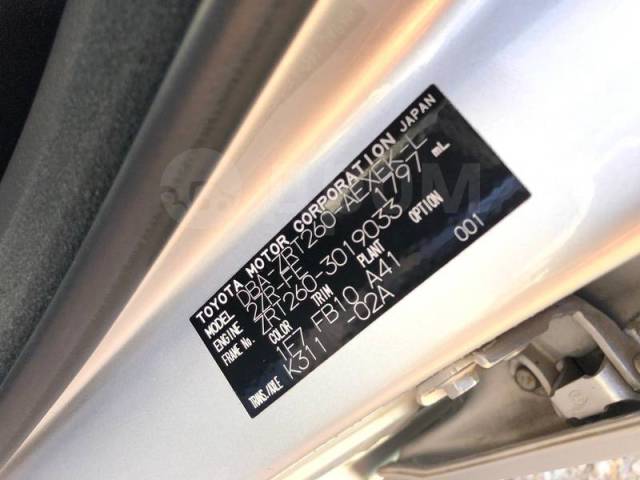 TOYOTA MOTOR CORPORATION JAPAN
MODEL DBA-ZRT260-AEXEK-L
ENGINE 2ZR-FE 1797 mL
FRAME No. ZRT260-3019033
COLOR TRIM PLANT OPTION
1F7 FB10 A41 001
TRANS./AXLE K311 -02A